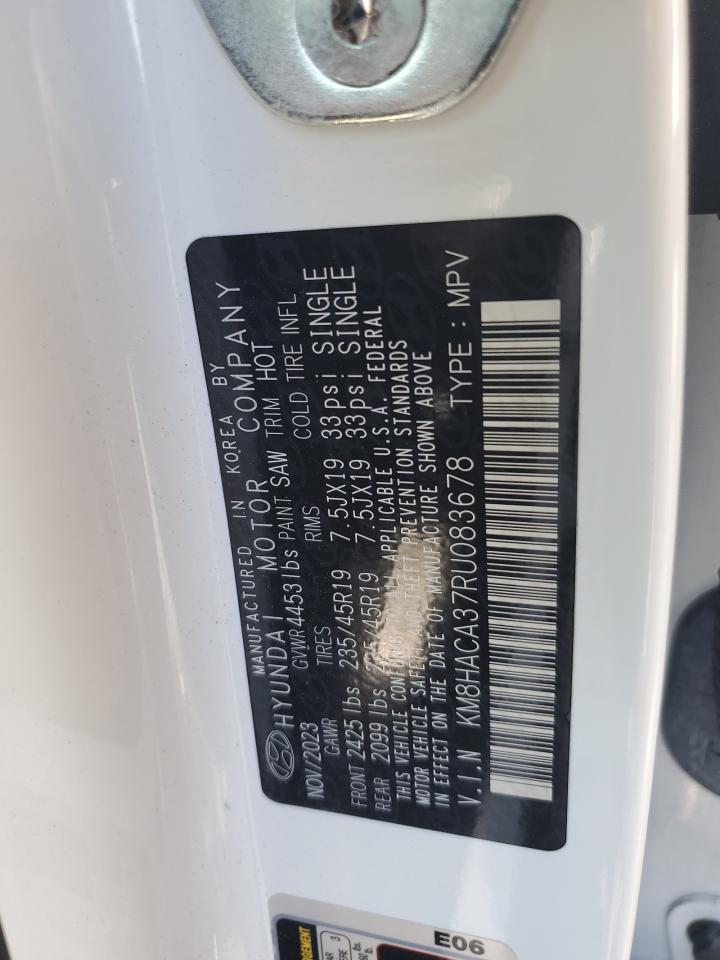 MANUFACTURED IN KOREA BY
HYUNDAI MOTOR COMPANY
NOV/2023 GVWR 4453 lbs PAINT SAW TRIM HOT
GAWR TIRES RIMS COLD TIRE INFL
FRONT 2425 lbs 235/45R19 7.5JX19 33psi SINGLE
REAR 2099 lbs 235/45R19 7.5JX19 33psi SINGLE
THIS VEHICLE CONFORMS ALL APPLICABLE U.S.A. FEDERAL
MOTOR VEHICLE SAFETY AND THEFT PREVENTION STANDARDS
IN EFFECT ON THE DATE OF MANUFACTURE SHOWN ABOVE
V.I.N KM8HACA37RU083678 TYPE : MPV
E06